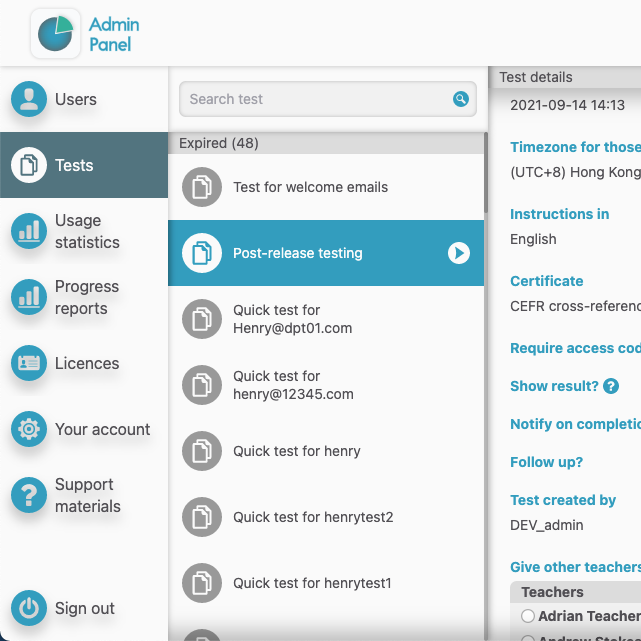 Admin
Panel
Users
Tests
Usage
statistics
Progress
reports
Licences
Your account
Support
materials
Sign out
Search test
Expired (48)
Test for welcome emails
Post-release testing
Quick test for
Henry@dpt01.com
Quick test for
henry@12345.com
Quick test for henry
Quick test for henrytest2
Quick test for henrytest1
Test details
2021-09-14 14:13
Timezone for those
(UTC+8) Hong Kong
Instructions in
English
Certificate
CEFR cross-referenc
Require access cod
Show result? ?
Notify on completio
Follow up?
Test created by
DEV_admin
Give other teachers
Teachers
Adrian Teacher